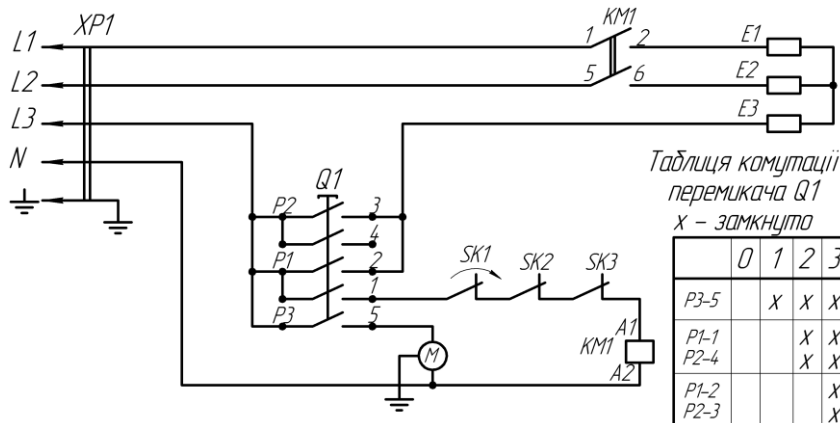 XP1
L1
L2
L3
N
1
KM1
2
5
6
E1
E2
E3
Q1
P2
3
4
P1
2
1
P3
5
SK1
SK2
SK3
M
A1
KM1
A2
Таблиця комутації
перемикача Q1
x – замкнуто
0 1 2 3
P3-5 x x x
P1-1 x x
P2-4 x x
P1-2 x
P2-3 x